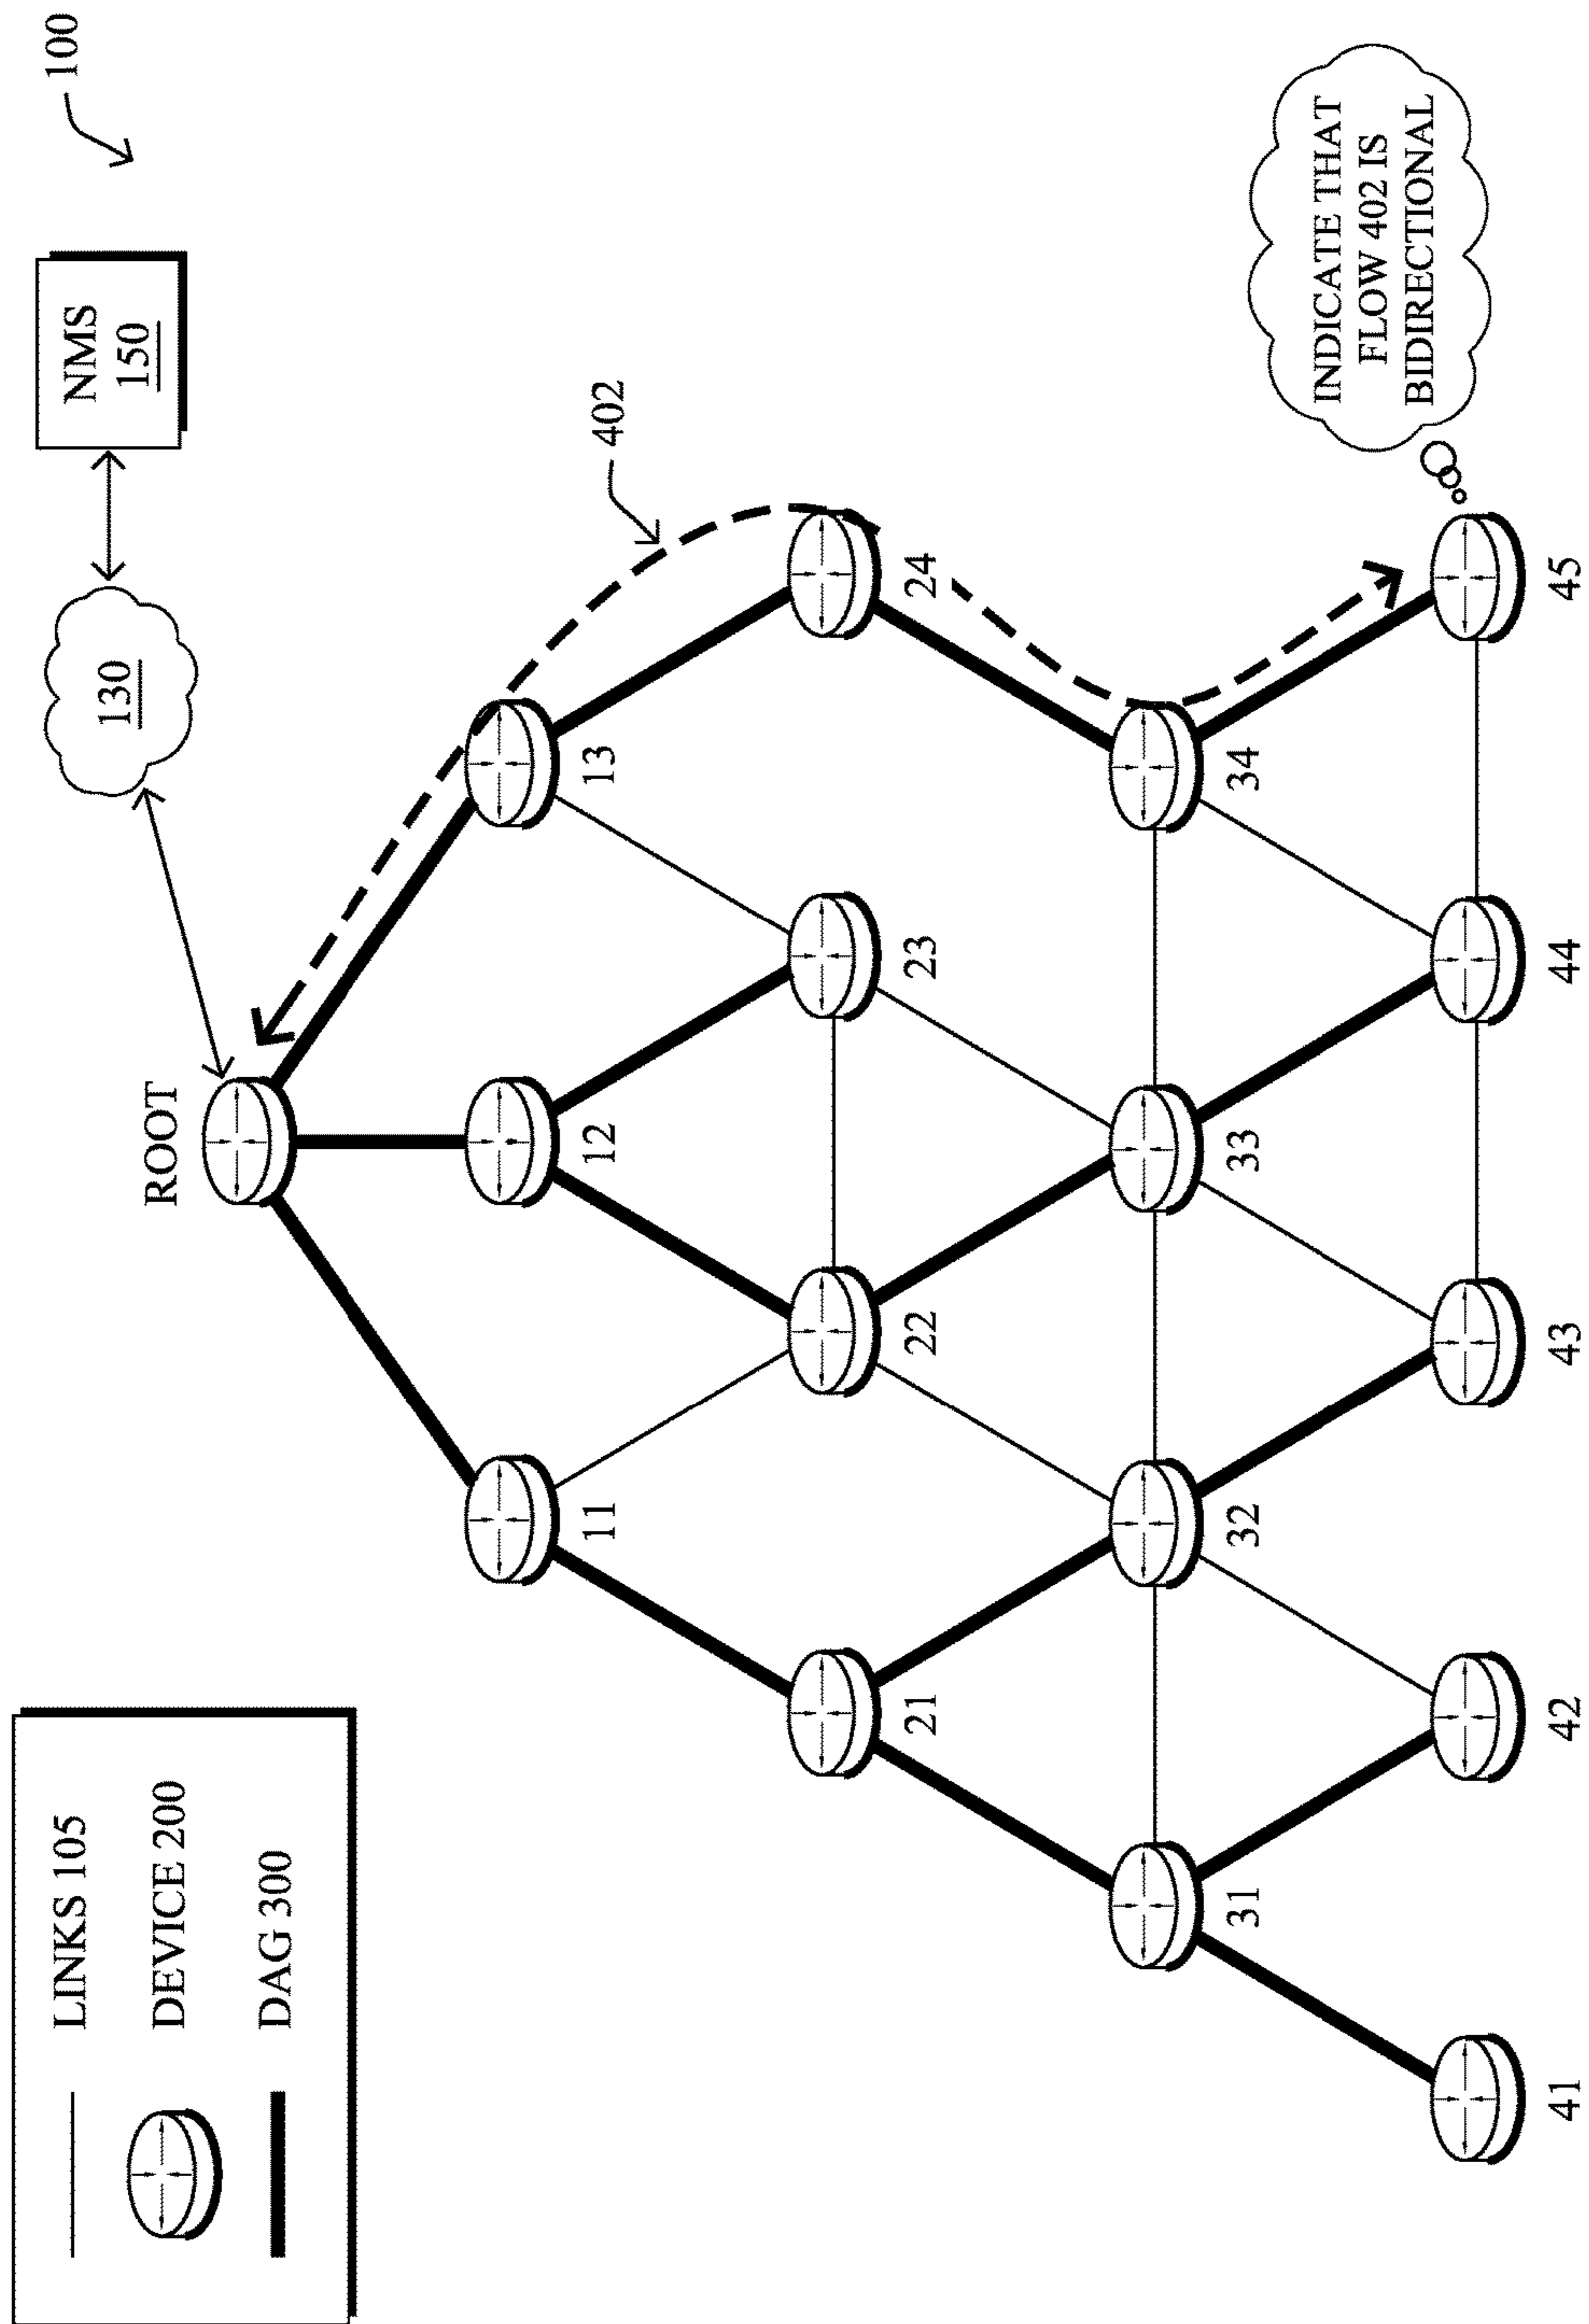 LINKS 105
DEVICE 200
DAG 300
100
NMS
150
130
ROOT
402
11
12
13
21
22
23
24
31
32
33
34
41
42
43
44
45
INDICATE THAT
FLOW 402 IS
BIDIRECTIONAL